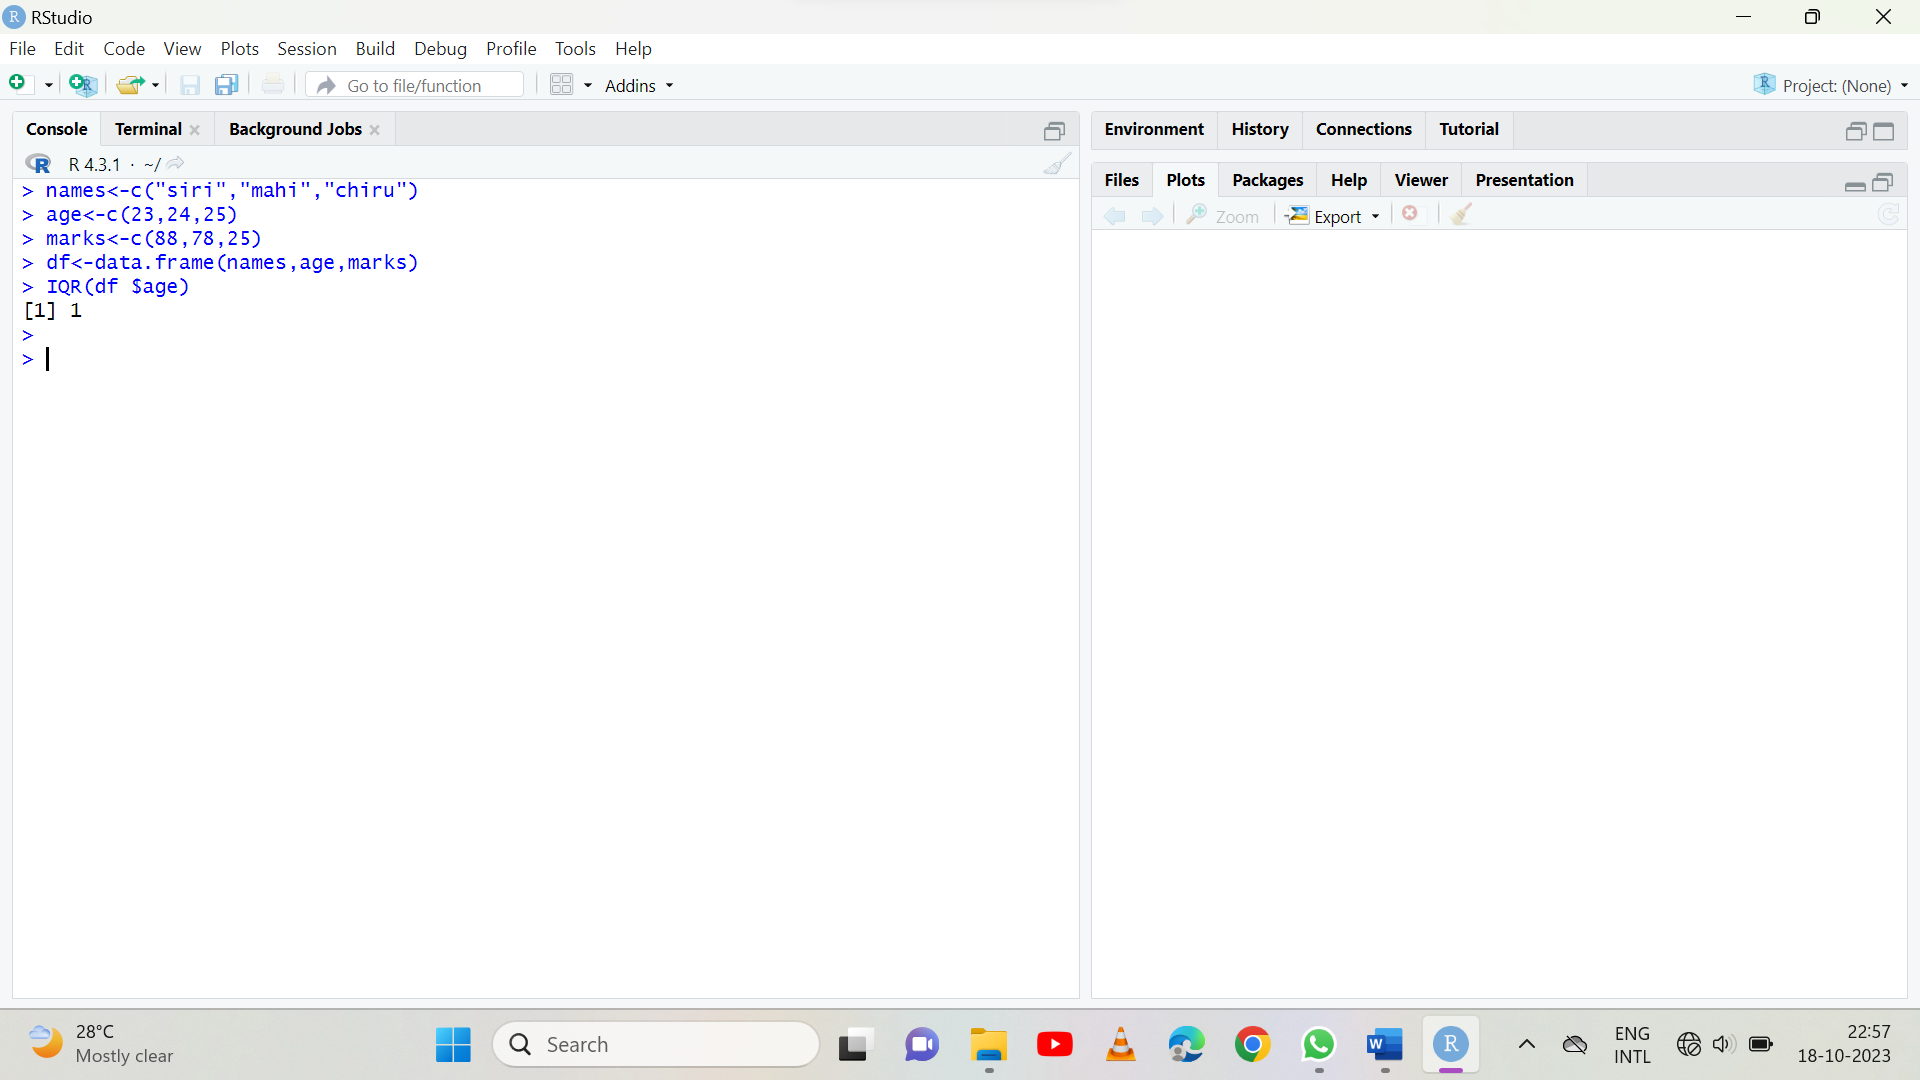 RStudio
File Edit Code View Plots Session Build Debug Profile Tools Help
Go to file/function Addins Project: (None)
Console Terminal Background Jobs
R 4.3.1 · ~/
> names<-c("siri","mahi","chiru")
> age<-c(23,24,25)
> marks<-c(88,78,25)
> df<-data.frame(names,age,marks)
> IQR(df $age)
[1] 1
>
>
Environment History Connections Tutorial
Files Plots Packages Help Viewer Presentation
Zoom Export
28°C
Mostly clear
Search
ENG
INTL
22:57
18-10-2023